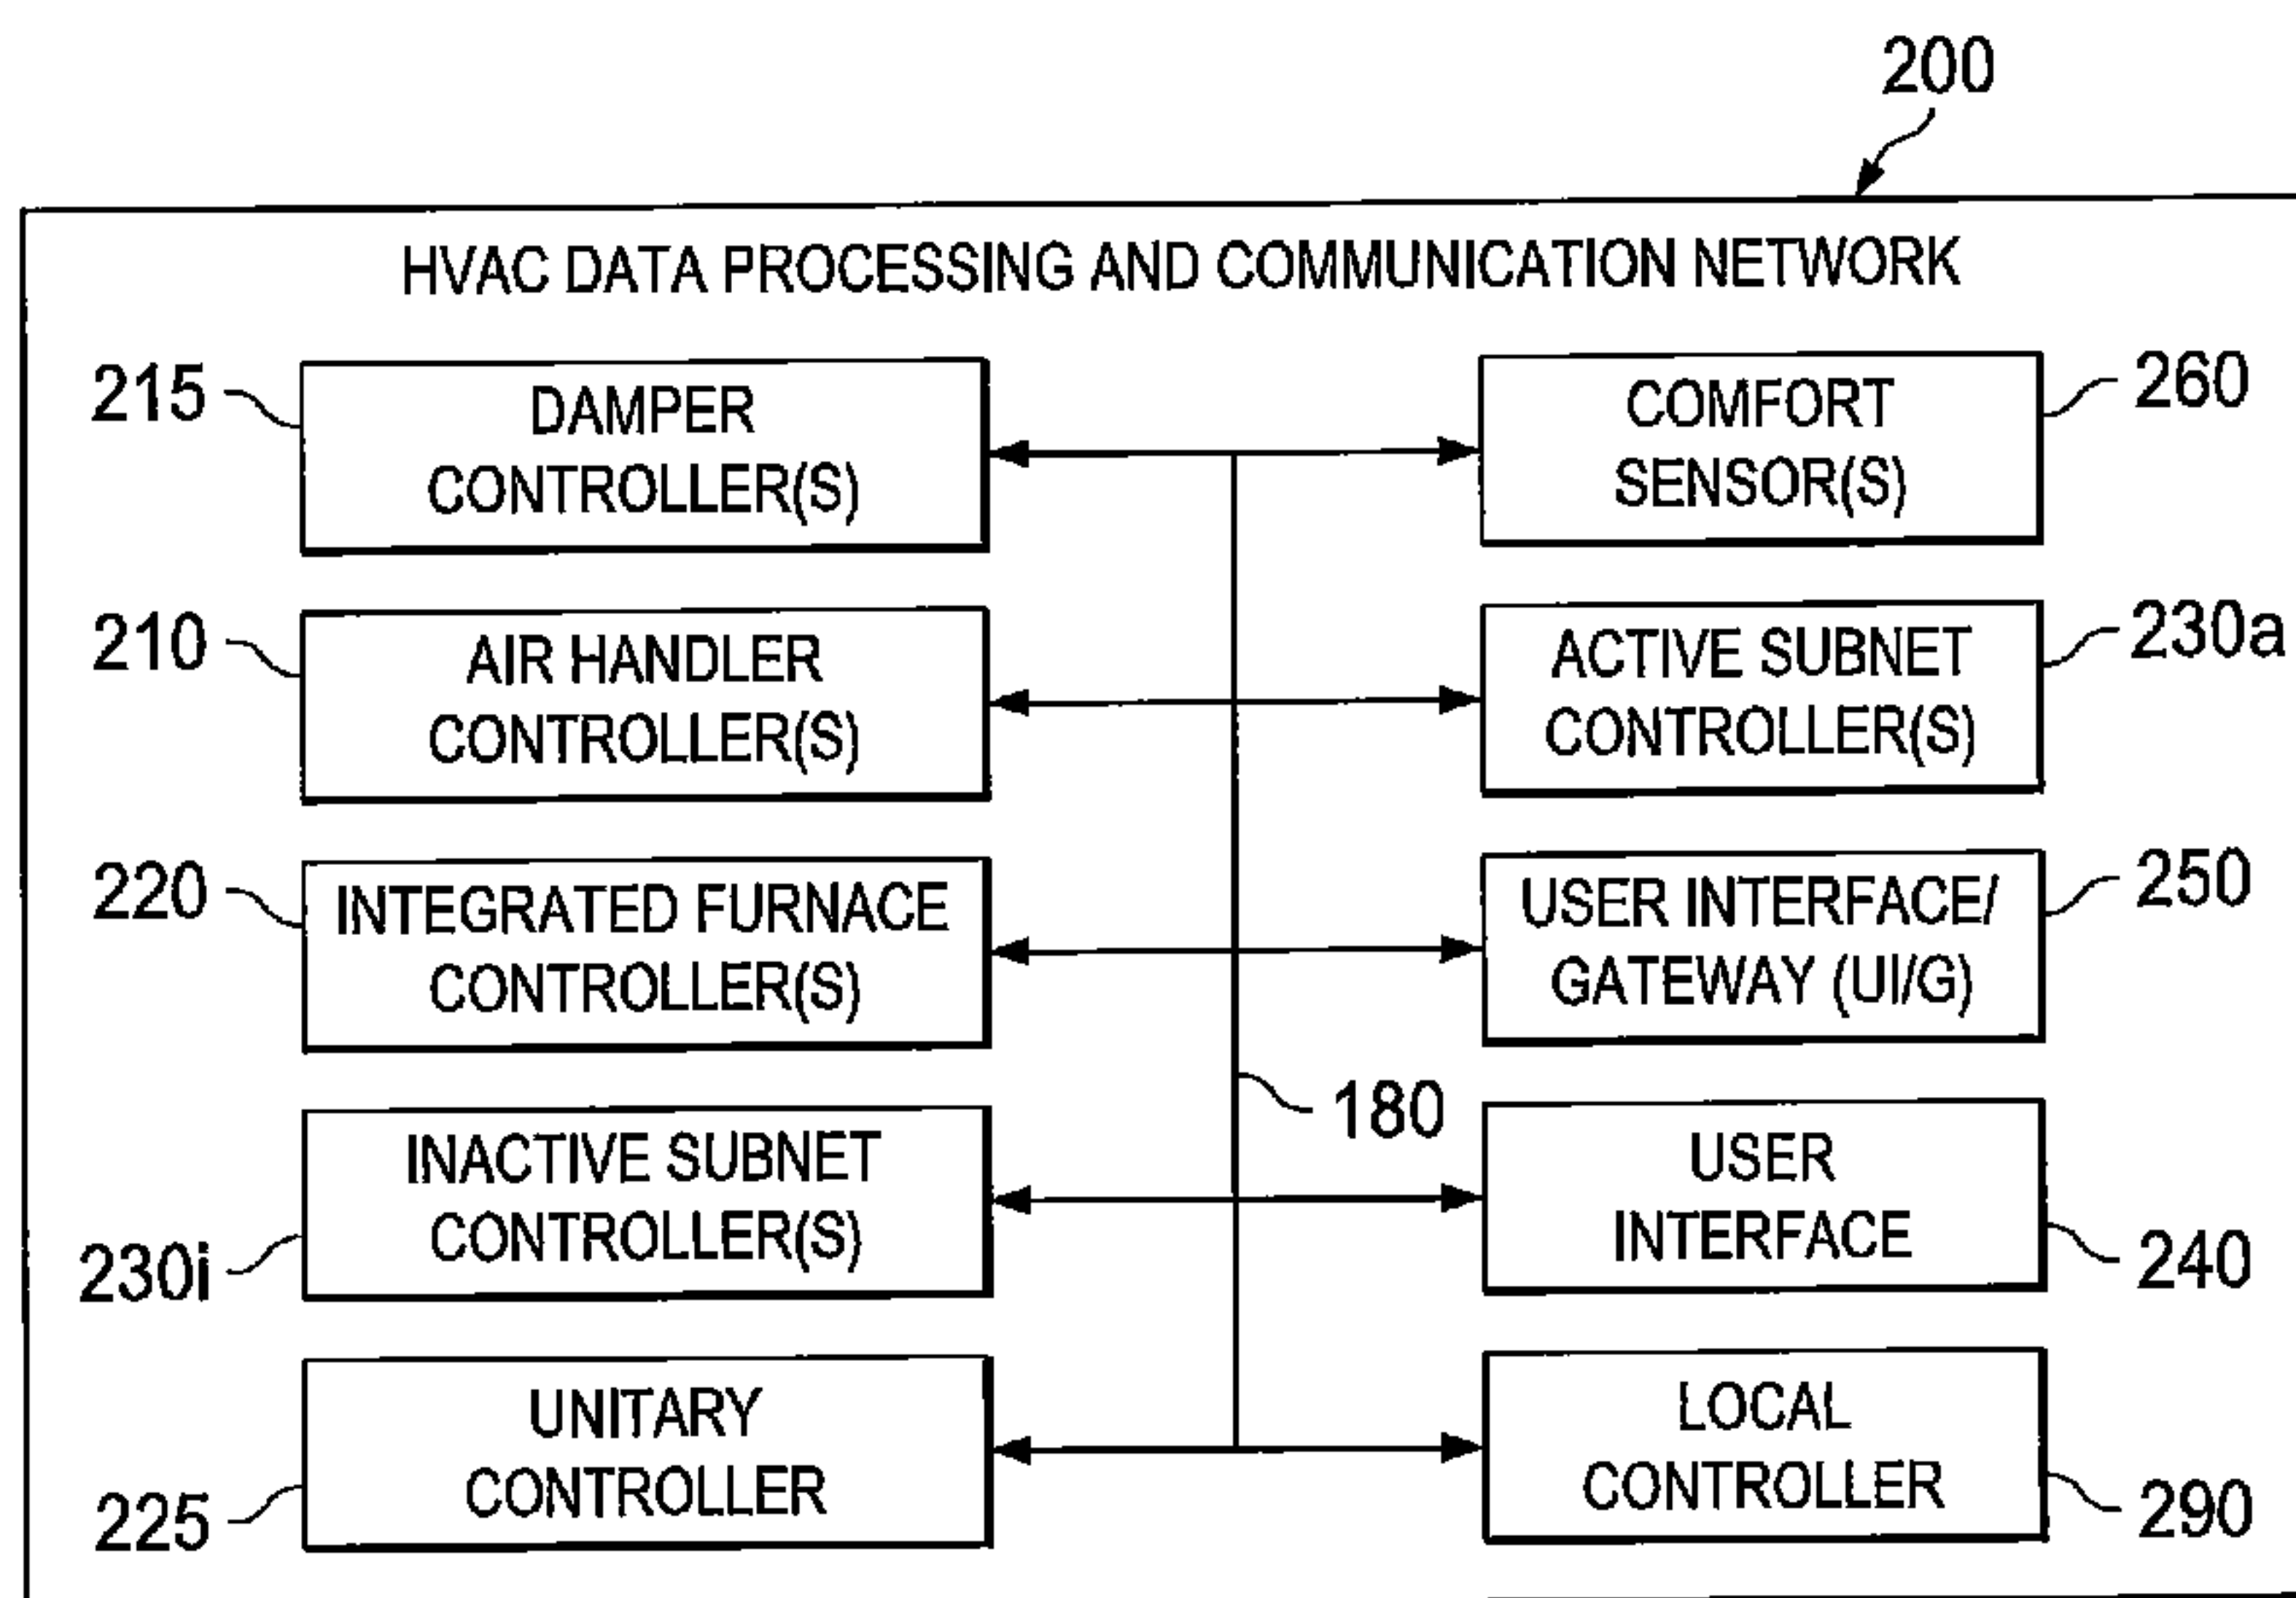 200
HVAC DATA PROCESSING AND COMMUNICATION NETWORK
215
DAMPER
CONTROLLER(S)
COMFORT
SENSOR(S)
260
210
AIR HANDLER
CONTROLLER(S)
ACTIVE SUBNET
CONTROLLER(S)
230a
220
INTEGRATED FURNACE
CONTROLLER(S)
USER INTERFACE/
GATEWAY (UI/G)
250
180
INACTIVE SUBNET
CONTROLLER(S)
230i
USER
INTERFACE
240
UNITARY
CONTROLLER
225
LOCAL
CONTROLLER
290